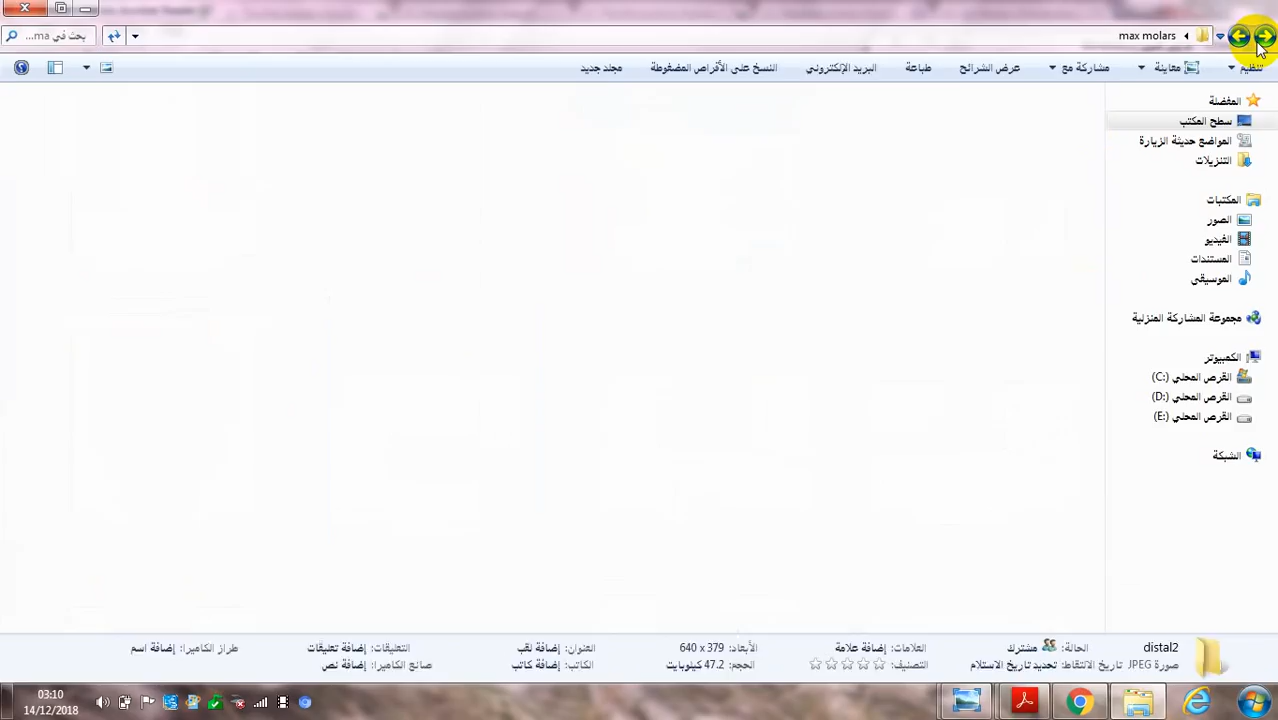 max molars
بحث في ma...
تنظيم
معاينة
مشاركة مع
عرض الشرائح
طباعة
البريد الإلكتروني
النسخ على الأقراص المضغوطة
مجلد جديد
المفضلة
سطح المكتب
المواضع حديثة الزيارة
التنزيلات
المكتبات
الصور
الفيديو
المستندات
الموسيقى
مجموعة المشاركة المنزلية
الكمبيوتر
القرص المحلي (C:)
القرص المحلي (D:)
القرص المحلي (E:)
الشبكة
distal2 الحالة: مشترك العلامات: إضافة علامة الأبعاد: 379 x 640 العنوان: إضافة لقب التعليقات: إضافة تعليقات طراز الكاميرا: إضافة اسم
صورة JPEG تاريخ الالتقاط: تحديد تاريخ الاستلام التصنيف: الحجم: 47.2 كيلوبايت الكاتب: إضافة كاتب صانع الكاميرا: إضافة نص
03:10
14/12/2018